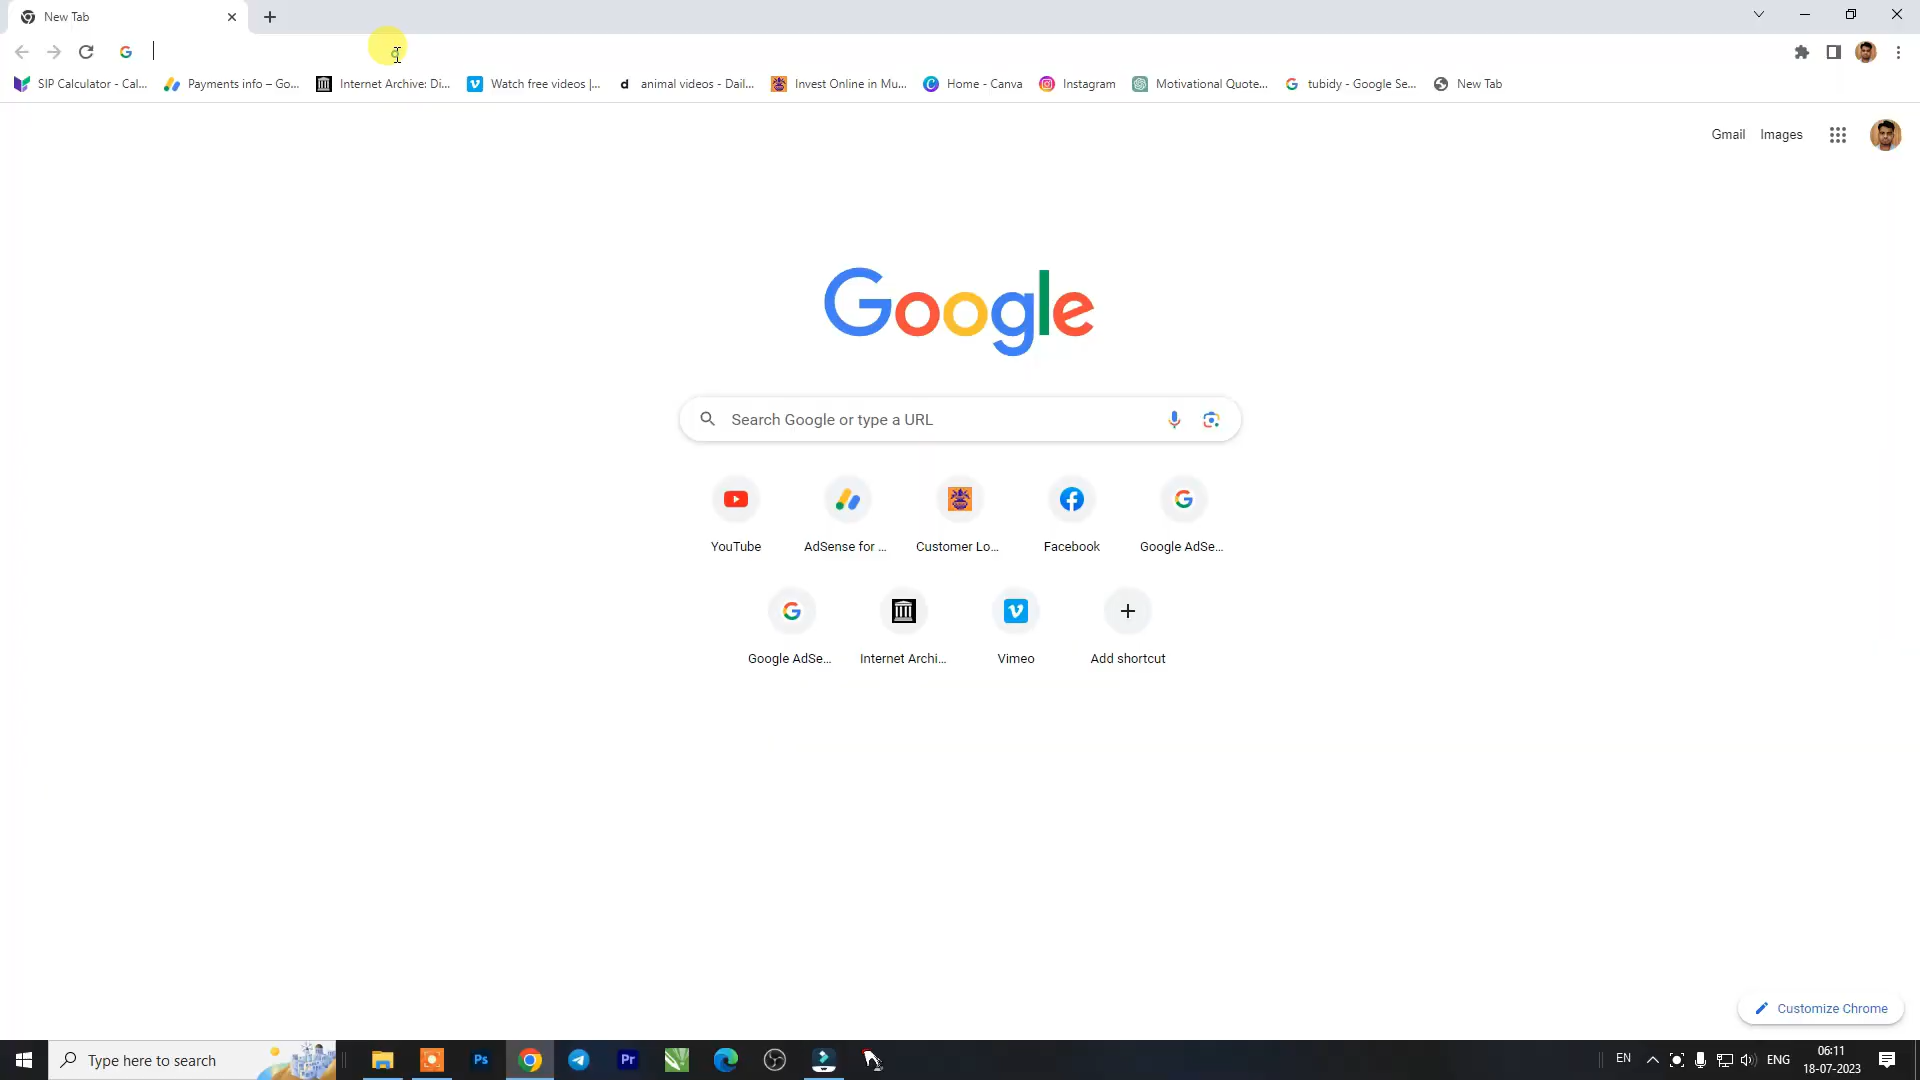 New Tab
SIP Calculator - Cal...
Payments info – Go...
Internet Archive: Di...
Watch free videos |...
d animal videos - Dail...
Invest Online in Mu...
Home - Canva
Instagram
Motivational Quote...
tubidy - Google Se...
New Tab
Gmail Images
Google
Search Google or type a URL
YouTube
AdSense for ...
Customer Lo...
Facebook
Google AdSe...
Google AdSe...
Internet Archi...
Vimeo
Add shortcut
Customize Chrome
Type here to search
Ps
Pr
EN
ENG
06:11
18-07-2023